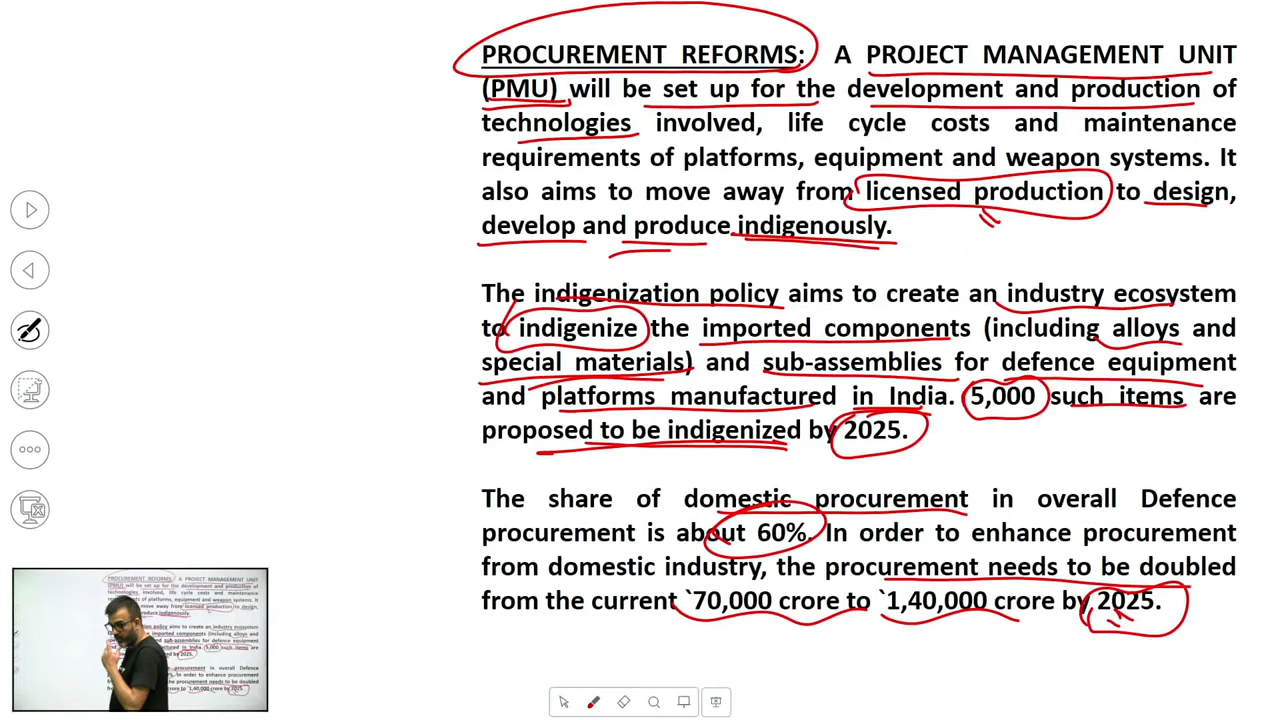 PROCUREMENT REFORMS: A PROJECT MANAGEMENT UNIT
(PMU) will be set up for the development and production of
technologies involved, life cycle costs and maintenance
requirements of platforms, equipment and weapon systems. It
also aims to move away from licensed production to design,
develop and produce indigenously.
The indigenization policy aims to create an industry ecosystem
to indigenize the imported components (including alloys and
special materials) and sub-assemblies for defence equipment
and platforms manufactured in India. 5,000 such items are
proposed to be indigenized by 2025.
The share of domestic procurement in overall Defence
procurement is about 60%. In order to enhance procurement
from domestic industry, the procurement needs to be doubled
from the current `70,000 crore to `1,40,000 crore by 2025.